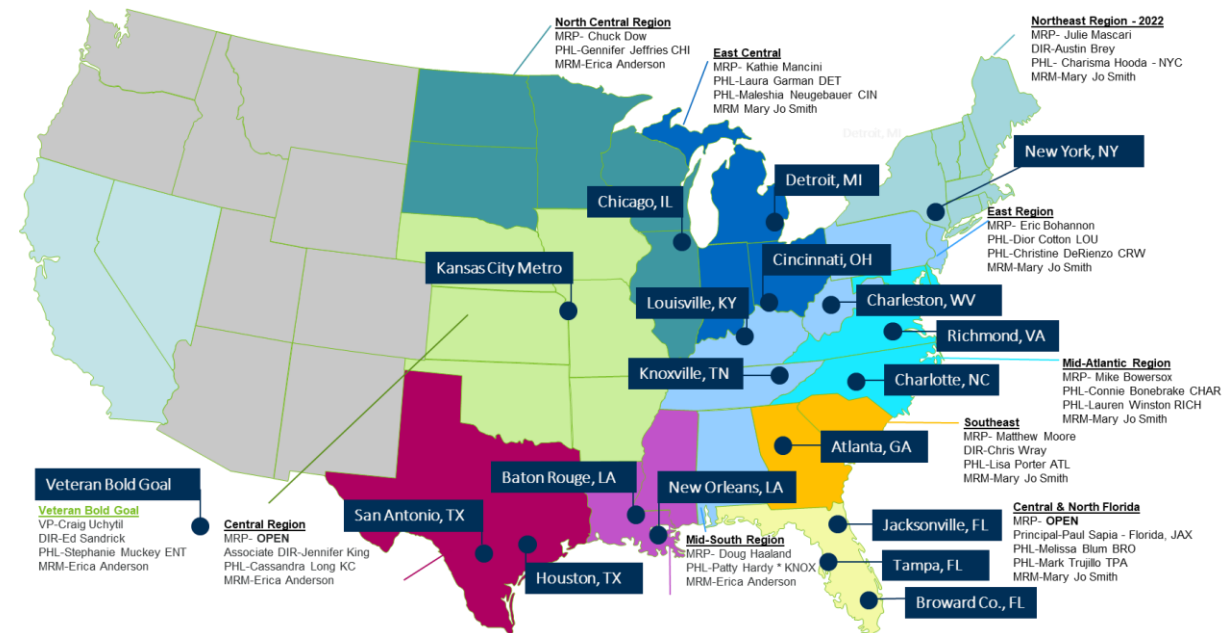 North Central Region
MRP- Chuck Dow
PHL-Gennifer Jeffries CHI
MRM-Erica Anderson
East Central
MRP- Kathie Mancini
PHL-Laura Garman DET
PHL-Maleshia Neugebauer CIN
MRM Mary Jo Smith
Northeast Region - 2022
MRP- Julie Mascari
DIR-Austin Brey
PHL- Charisma Hooda - NYC
MRM-Mary Jo Smith
Detroit, MI
New York, NY
Detroit, MI
Chicago, IL
East Region
MRP- Eric Bohannon
PHL-Dior Cotton LOU
PHL-Christine DeRienzo CRW
MRM-Mary Jo Smith
Kansas City Metro
Cincinnati, OH
Louisville, KY
Charleston, WV
Richmond, VA
Knoxville, TN
Charlotte, NC
Mid-Atlantic Region
MRP- Mike Bowersox
PHL-Connie Bonebrake CHAR
PHL-Lauren Winston RICH
MRM-Mary Jo Smith
Southeast
MRP- Matthew Moore
DIR-Chris Wray
PHL-Lisa Porter ATL
MRM-Mary Jo Smith
Atlanta, GA
Baton Rouge, LA
New Orleans, LA
Veteran Bold Goal
Veteran Bold Goal
VP-Craig Uchytil
DIR-Ed Sandrick
PHL-Stephanie Muckey ENT
MRM-Erica Anderson
Central Region
MRP- OPEN
Associate DIR-Jennifer King
PHL-Cassandra Long KC
MRM-Erica Anderson
San Antonio, TX
Houston, TX
Mid-South Region
MRP- Doug Haaland
PHL-Patty Hardy * KNOX
MRM-Erica Anderson
Jacksonville, FL
Tampa, FL
Broward Co., FL
Central & North Florida
MRP- OPEN
Principal-Paul Sapia - Florida, JAX
PHL-Melissa Blum BRO
PHL-Mark Trujillo TPA
MRM-Mary Jo Smith